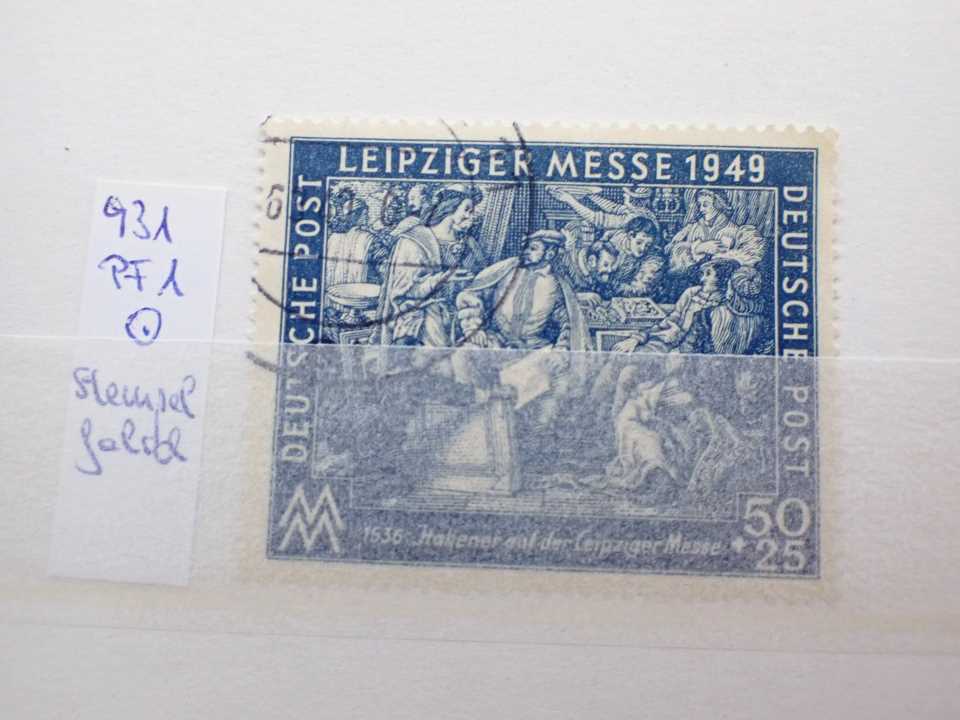 931
PF 1
Stempel
falsch
LEIPZIGER MESSE 1949
DEUTSCHE POST
DEUTSCHE POST
1536 · Italiener auf der Leipziger Messe
50
+ 25